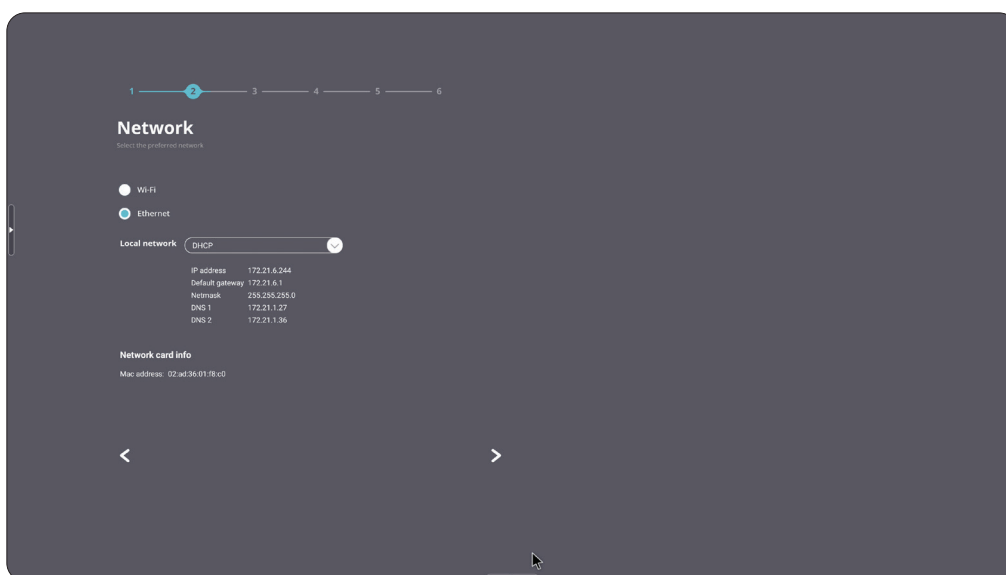 1 2 3 4 5 6
Network
Select the preferred network
Wi-Fi
Ethernet
Local network DHCP
IP address 172.21.6.244
Default gateway 172.21.6.1
Netmask 255.255.255.0
DNS 1 172.21.1.27
DNS 2 172.21.1.36
Network card info
Mac address: 02:ad:36:01:f8:c0